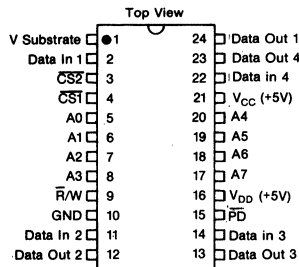 Top View
V Substrate 1 24 Data Out 1
Data In 1 2 23 Data Out 4
C̅S̅2̅ 3 22 Data in 4
C̅S̅1̅ 4 21 VCC (+5V)
A0 5 20 A4
A1 6 19 A5
A2 7 18 A6
A3 8 17 A7
R̅/W 9 16 VDD (+5V)
GND 10 15 P̅D̅
Data In 2 11 14 Data in 3
Data Out 2 12 13 Data Out 3